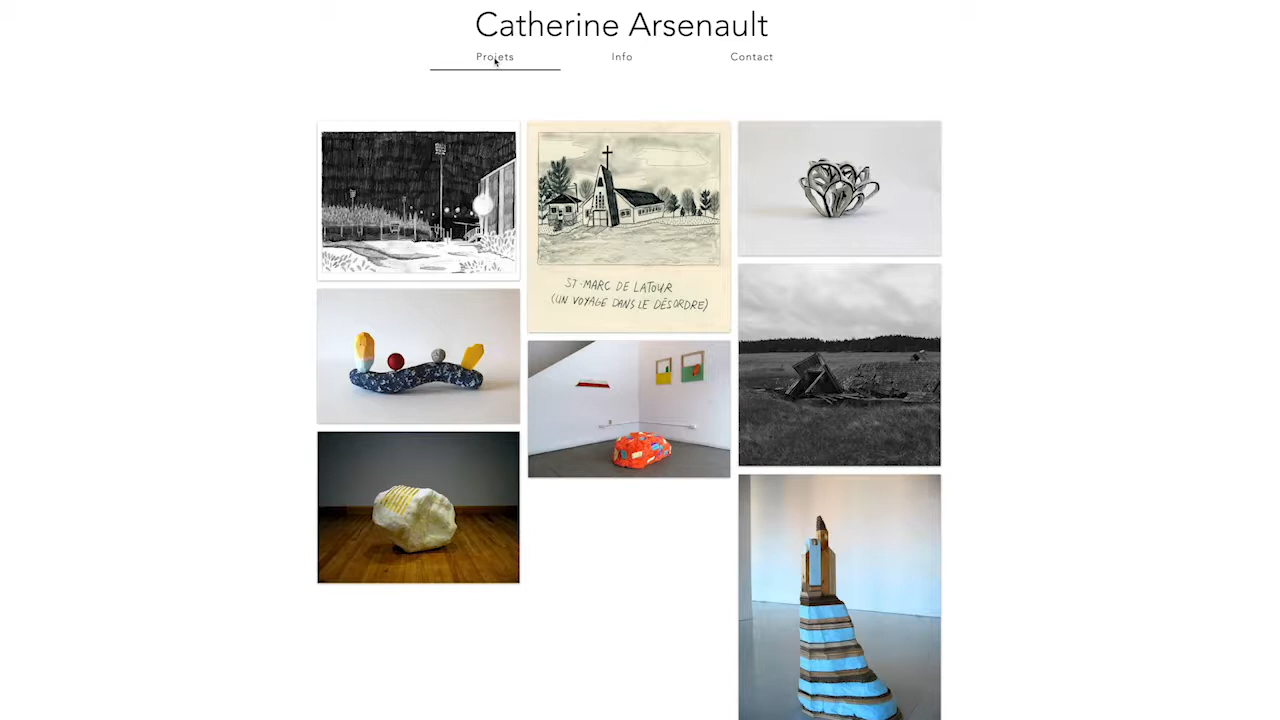 Catherine Arsenault
Projets
Info
Contact
ST-MARC DE LATOUR
(UN VOYAGE DANS LE DÉSORDRE)